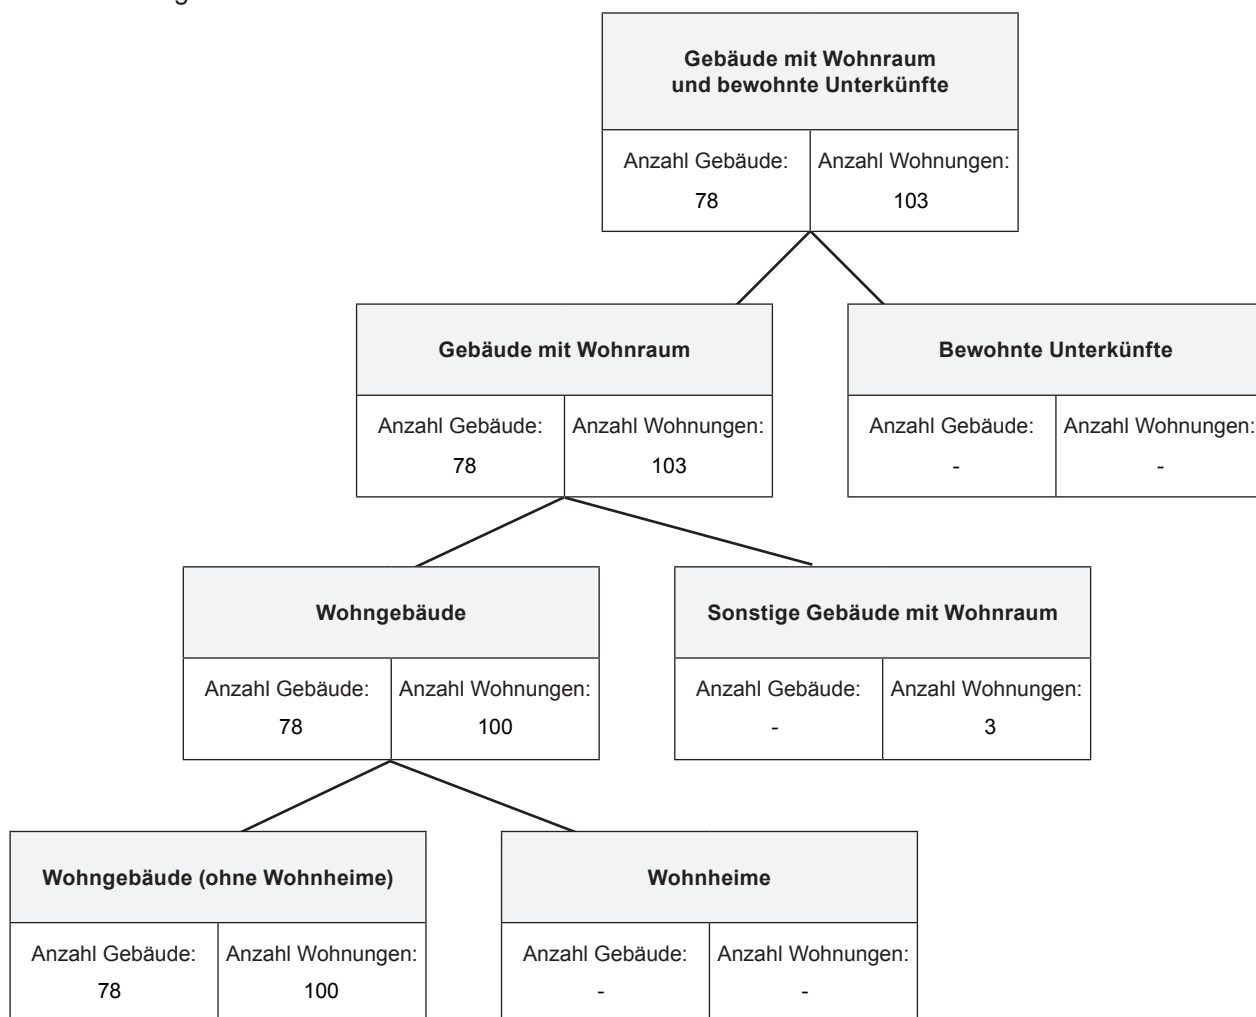 Gebäude mit Wohnraum
und bewohnte Unterkünfte
Anzahl Gebäude: Anzahl Wohnungen:
78 103
Gebäude mit Wohnraum Bewohnte Unterkünfte
Anzahl Gebäude: Anzahl Wohnungen: Anzahl Gebäude: Anzahl Wohnungen:
78 103 - -
Wohngebäude Sonstige Gebäude mit Wohnraum
Anzahl Gebäude: Anzahl Wohnungen: Anzahl Gebäude: Anzahl Wohnungen:
78 100 - 3
Wohngebäude (ohne Wohnheime) Wohnheime
Anzahl Gebäude: Anzahl Wohnungen: Anzahl Gebäude: Anzahl Wohnungen:
78 100 - -